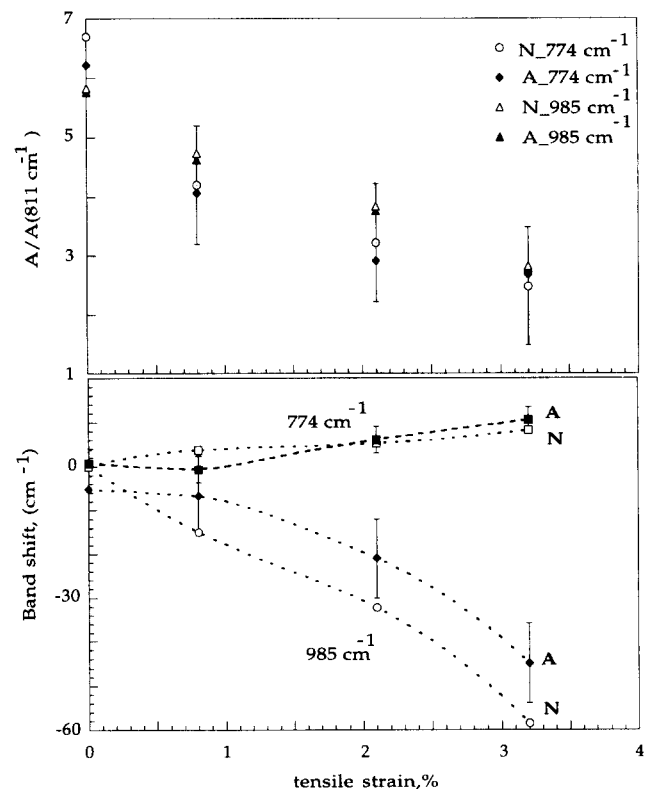 7
5
3
1
A/A(811 cm⁻¹)
N_774 cm⁻¹
A_774 cm⁻¹
N_985 cm⁻¹
A_985 cm⁻¹
774 cm⁻¹
A
N
0
-30
-60
Band shift, (cm ⁻¹)
985 cm⁻¹
A
N
0 1 2 3 4
tensile strain,%